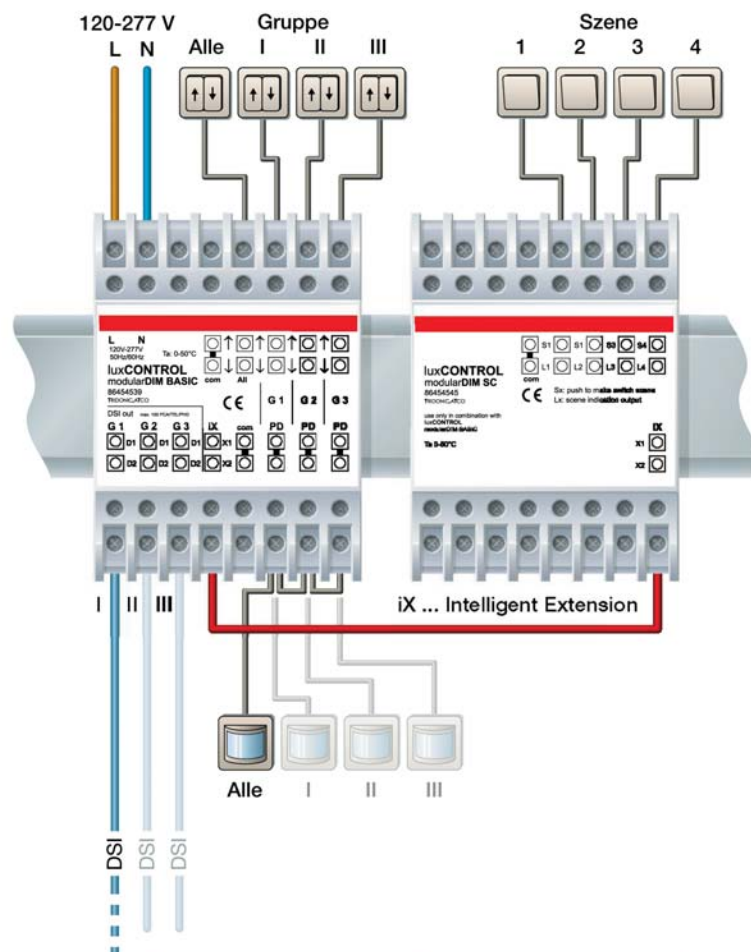 120-277 V
L N
Gruppe
Alle I II III
Szene
1 2 3 4
L N
120V-277V
50Hz/60Hz
Ta: 0-50°C
luxCONTROL
modularDIM BASIC
86454539
TRIDONIC.ATCO
com All
G 1 G 2 G 3
CE
DSI out
G 1 G 2 G 3 iX com PD PD PD
D1 D1 D1 X1
D2 D2 D2 X2
luxCONTROL
modularDIM SC
86454545
TRIDONIC.ATCO
use only in combination with
luxCONTROL
modularDIM BASIC
Ta 0-50°C
S1 S1 S3 S4
L1 L2 L3 L4
com
CE
Sx: push to make switch scene
Lx: scene indication output
iX
X1
X2
I II III
iX ... Intelligent Extension
Alle I II III
DSI DSI DSI